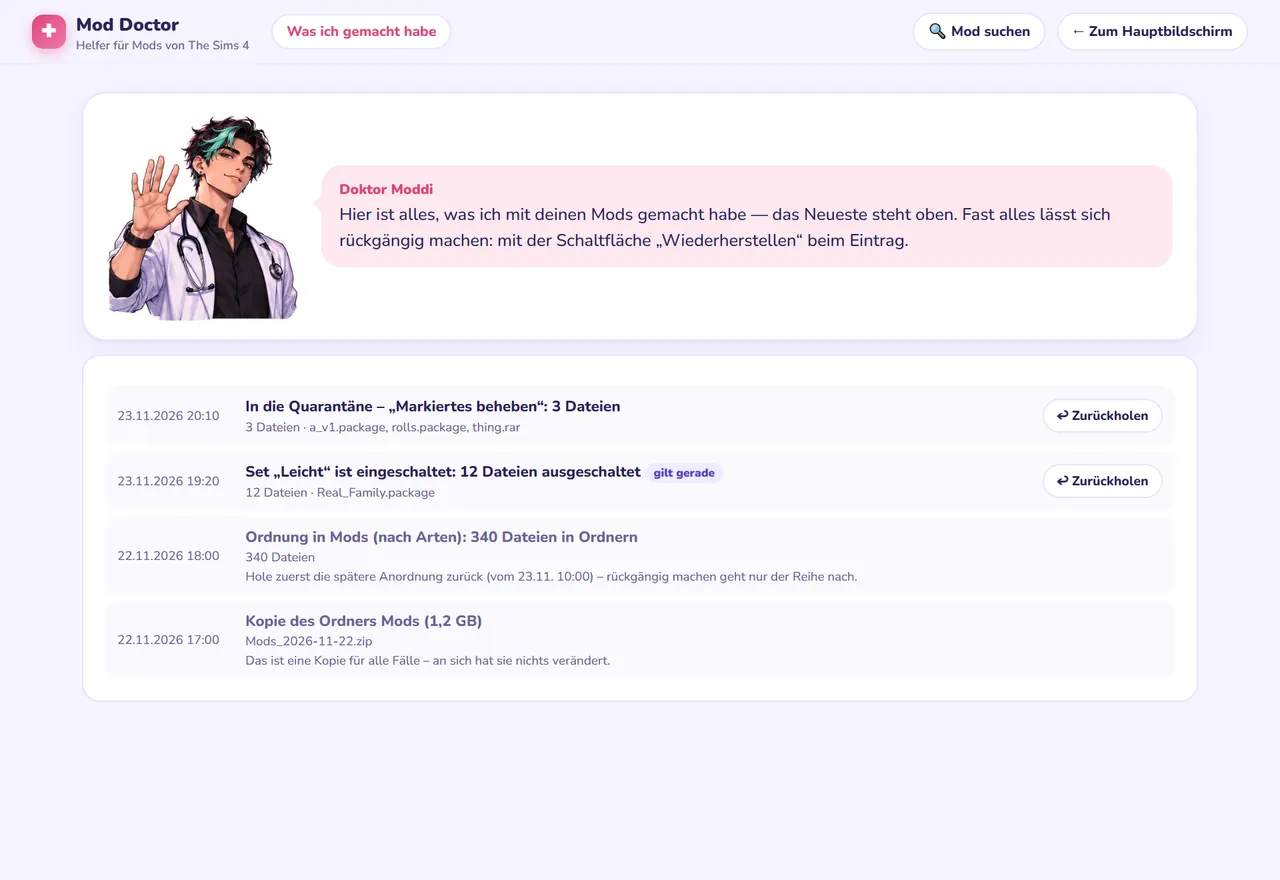 Mod Doctor
Helfer für Mods von The Sims 4
Was ich gemacht habe
🔍 Mod suchen
← Zum Hauptbildschirm
Doktor Moddi
Hier ist alles, was ich mit deinen Mods gemacht habe — das Neueste steht oben. Fast alles lässt sich
rückgängig machen: mit der Schaltfläche „Wiederherstellen“ beim Eintrag.
23.11.2026 20:10
In die Quarantäne – „Markiertes beheben“: 3 Dateien
3 Dateien · a_v1.package, rolls.package, thing.rar
↩ Zurückholen
23.11.2026 19:20
Set „Leicht“ ist eingeschaltet: 12 Dateien ausgeschaltet gilt gerade
12 Dateien · Real_Family.package
↩ Zurückholen
22.11.2026 18:00
Ordnung in Mods (nach Arten): 340 Dateien in Ordnern
340 Dateien
Hole zuerst die spätere Anordnung zurück (vom 23.11. 10:00) – rückgängig machen geht nur der Reihe nach.
22.11.2026 17:00
Kopie des Ordners Mods (1,2 GB)
Mods_2026-11-22.zip
Das ist eine Kopie für alle Fälle – an sich hat sie nichts verändert.